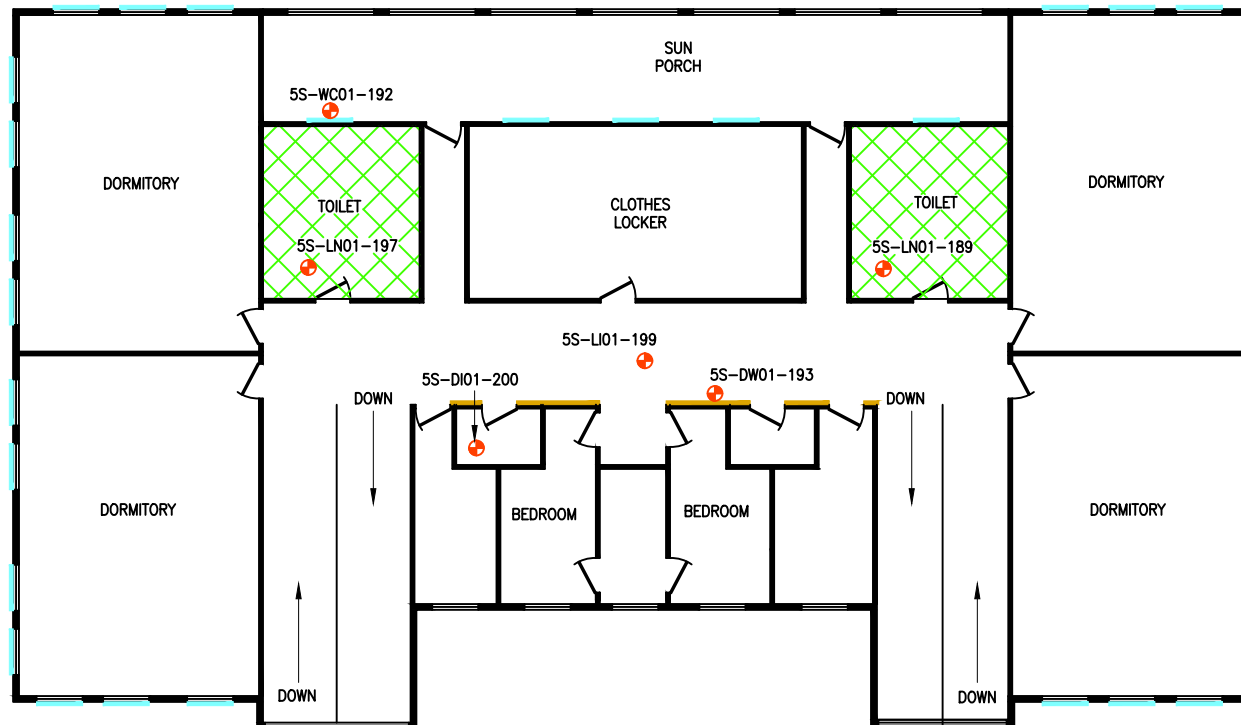 SUN
PORCH
5S-WC01-192
DORMITORY
DORMITORY
TOILET
CLOTHES
LOCKER
TOILET
5S-LN01-197
5S-LN01-189
5S-LI01-199
5S-DI01-200
5S-DW01-193
DOWN
DOWN
DORMITORY
BEDROOM
BEDROOM
DORMITORY
DOWN
DOWN